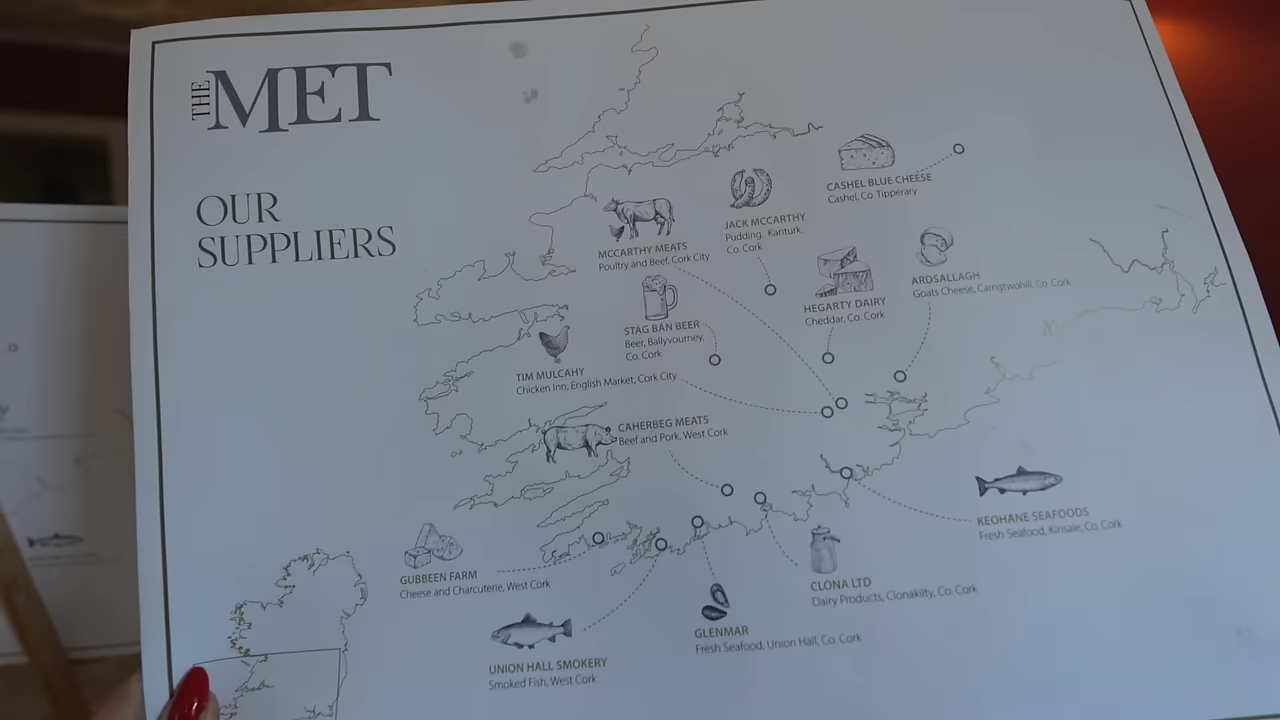 THE MET
OUR
SUPPLIERS
CASHEL BLUE CHEESE
Cashel, Co. Tipperary
JACK MCCARTHY
Pudding, Kanturk,
Co. Cork
MCCARTHY MEATS
Poultry and Beef, Cork City
ARDSALLAGH
Goats Cheese, Carrigtwohill, Co. Cork
HEGARTY DAIRY
Cheddar, Co. Cork
STAG BÁN BEER
Beer, Ballyvourney,
Co. Cork
TIM MULCAHY
Chicken Inn, English Market, Cork City
CAHERBEG MEATS
Beef and Pork, West Cork
KEOHANE SEAFOODS
Fresh Seafood, Kinsale, Co. Cork
GUBBEEN FARM
Cheese and Charcuterie, West Cork
CLÓNA LTD
Dairy Products, Clonakilty, Co. Cork
GLENMAR
Fresh Seafood, Union Hall, Co. Cork
UNION HALL SMOKERY
Smoked Fish, West Cork